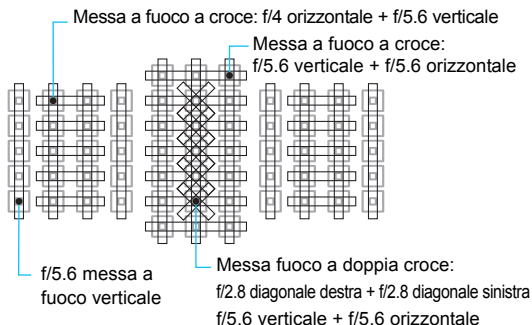 Messa a fuoco a croce: f/4 orizzontale + f/5.6 verticale
Messa a fuoco a croce:
f/5.6 verticale + f/5.6 orizzontale
f/5.6 messa a
fuoco verticale
Messa fuoco a doppia croce:
f/2.8 diagonale destra + f/2.8 diagonale sinistra
f/5.6 verticale + f/5.6 orizzontale